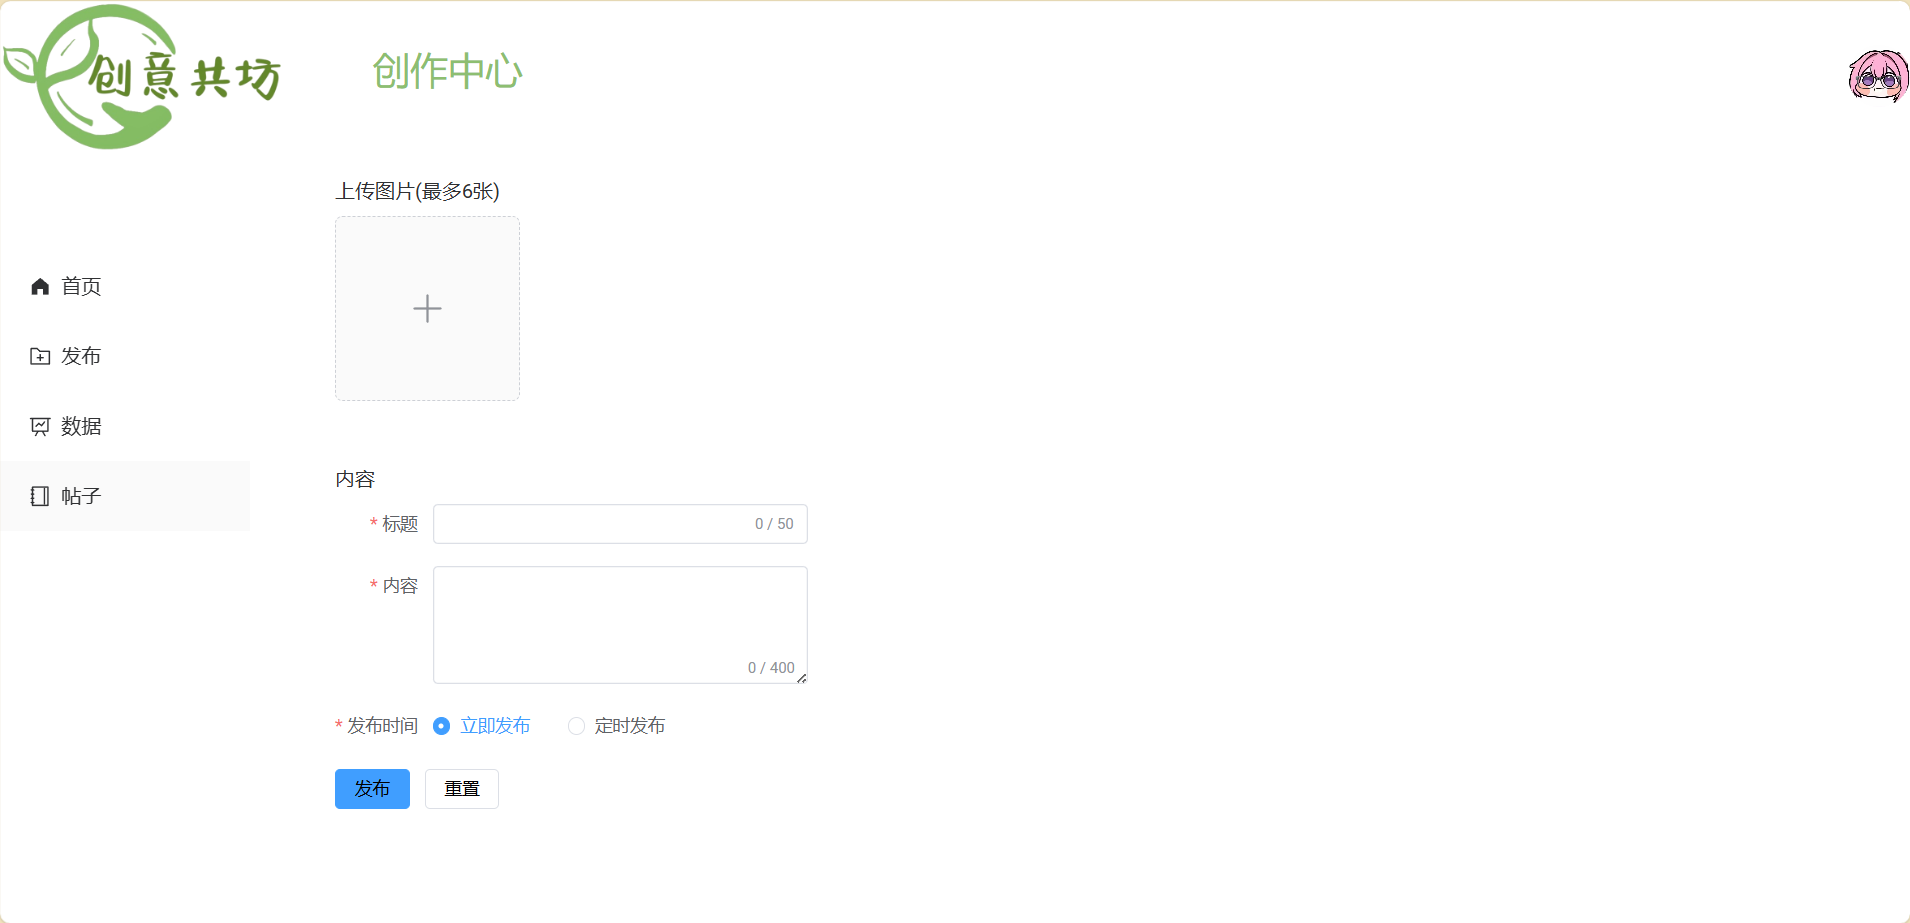 创意共坊
创作中心
上传图片(最多6张)
首页
发布
数据
帖子
内容
* 标题
0 / 50
* 内容
0 / 400
* 发布时间 立即发布 定时发布
发布 重置